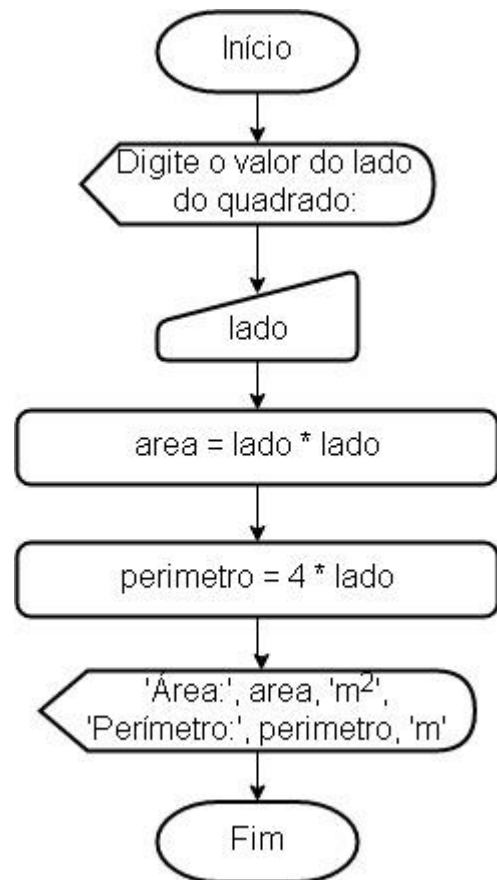 Início
Digite o valor do lado
do quadrado:
lado
area = lado * lado
perimetro = 4 * lado
'Área:', area, 'm²',
'Perímetro:', perimetro, 'm'
Fim